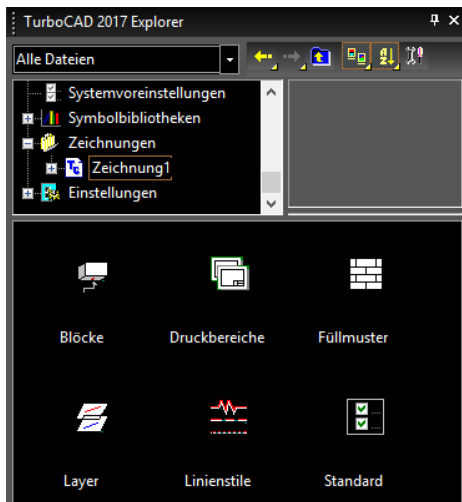 TurboCAD 2017 Explorer
Alle Dateien
Systemvoreinstellungen
Symbolbibliotheken
Zeichnungen
Zeichnung1
Einstellungen
Blöcke Druckbereiche Füllmuster
Layer Linienstile Standard